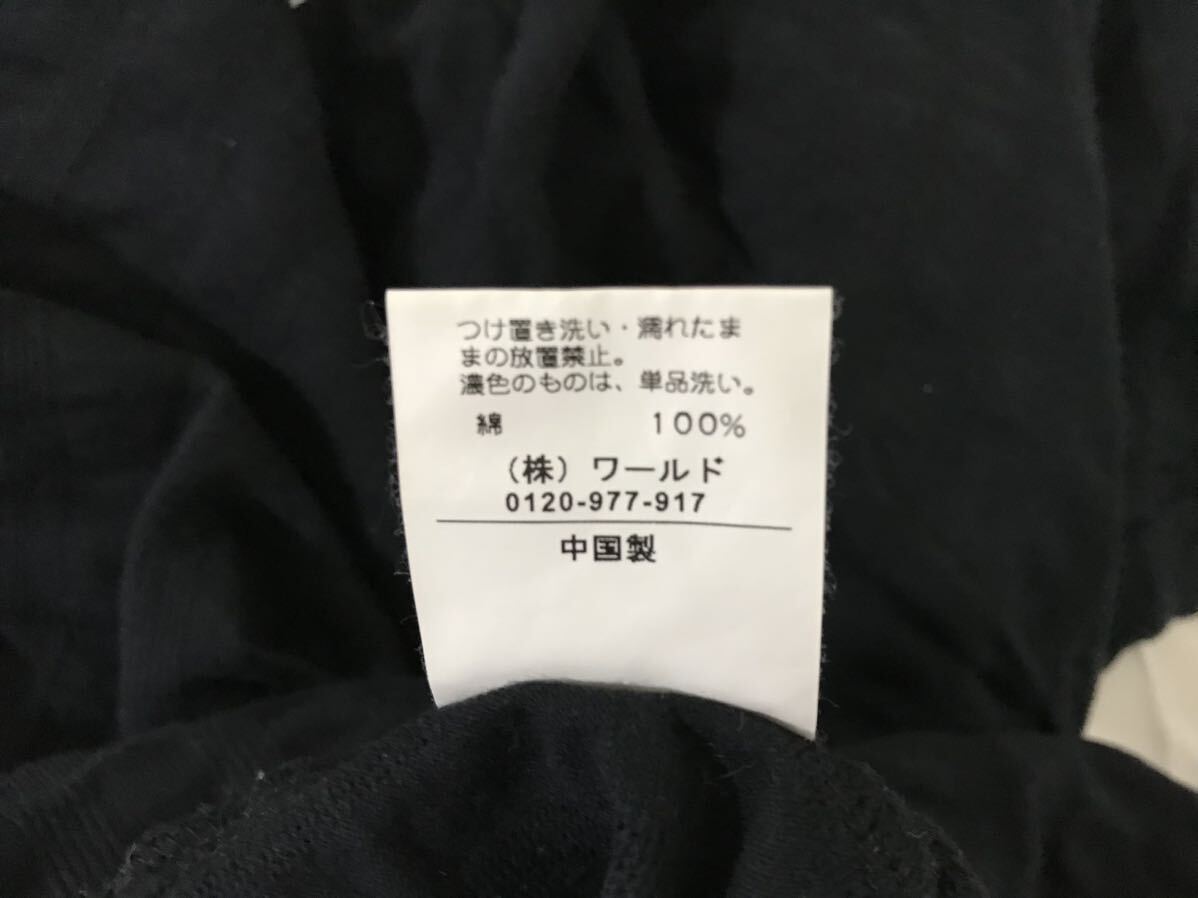 つけ置き洗い・濡れたま
まの放置禁止。
濃色のものは、単品洗い。
綿 100%
(株) ワールド
0120-977-917
中国製